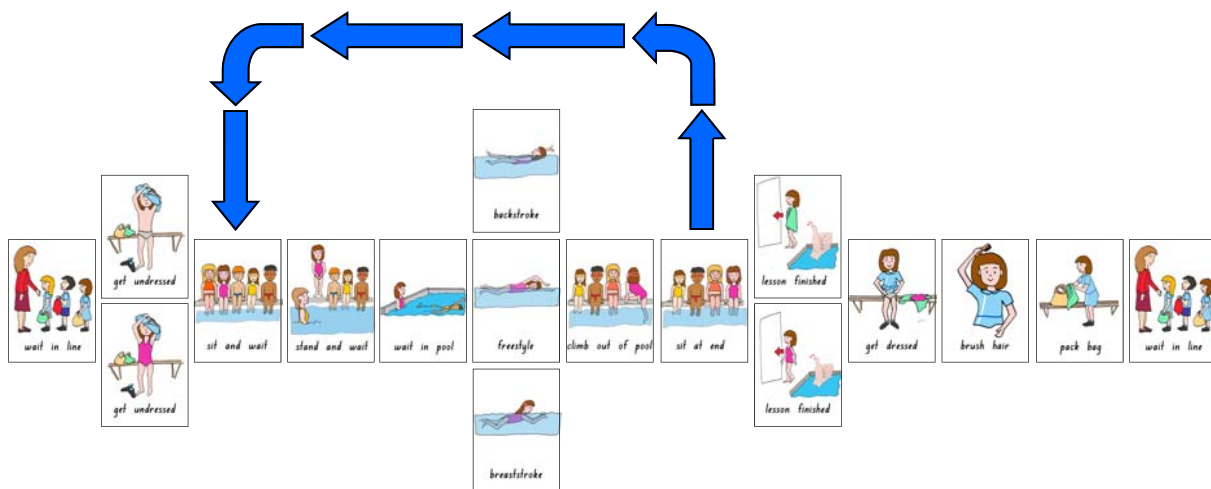 backstroke
get undressed
lesson finished
wait in line
sit and wait
stand and wait
wait in pool
freestyle
climb out of pool
sit at end
get dressed
brush hair
pack bag
wait in line
get undressed
lesson finished
breaststroke